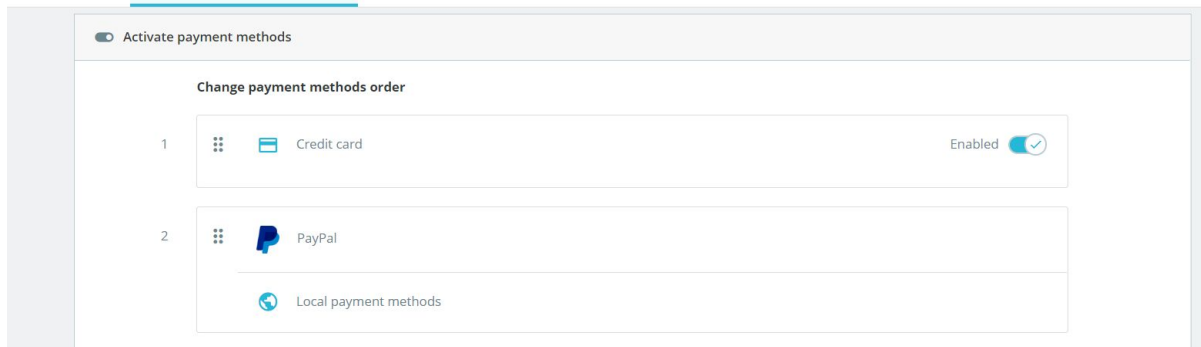 Activate payment methods
Change payment methods order
1 Credit card Enabled
2 PayPal
Local payment methods